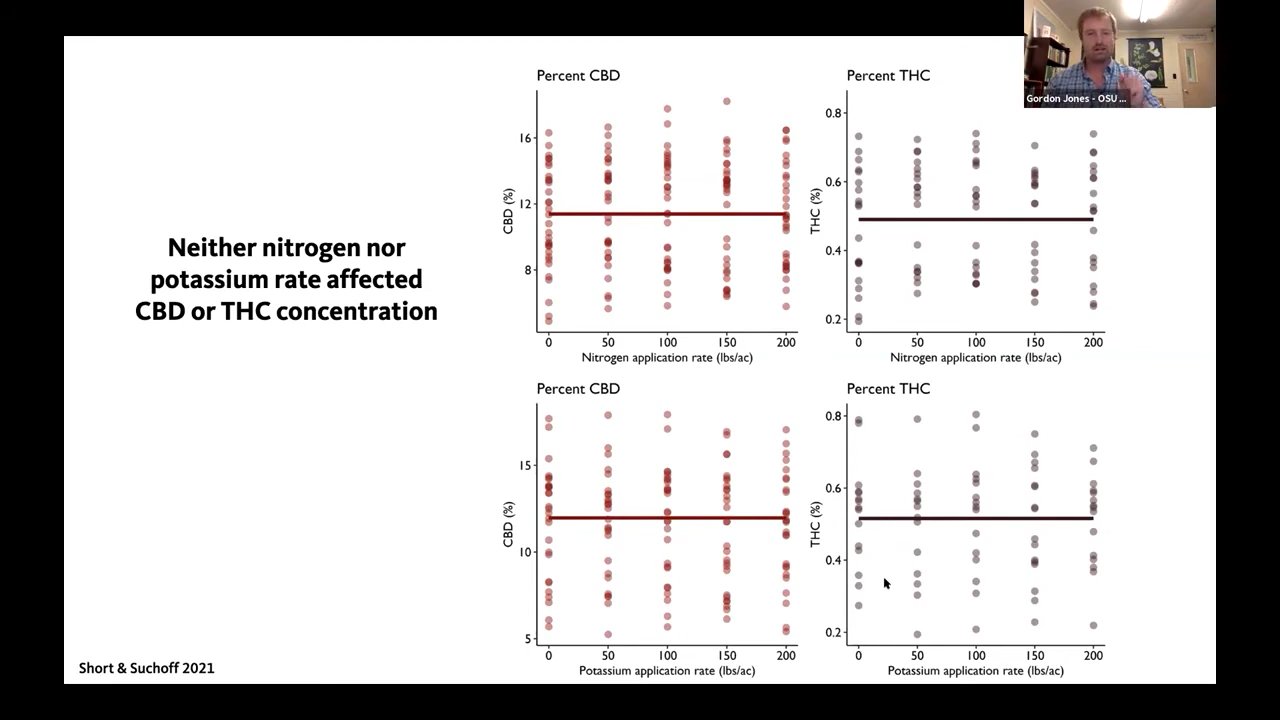 Gordon Jones - OSU ...
Neither nitrogen nor
potassium rate affected
CBD or THC concentration
Percent CBD
CBD (%)
16
12
8
0 50 100 150 200
Nitrogen application rate (lbs/ac)
Percent THC
THC (%)
0.8
0.6
0.4
0.2
0 50 100 150 200
Nitrogen application rate (lbs/ac)
Percent CBD
CBD (%)
15
10
5
0 50 100 150 200
Potassium application rate (lbs/ac)
Percent THC
THC (%)
0.8
0.6
0.4
0.2
0 50 100 150 200
Potassium application rate (lbs/ac)
Short & Suchoff 2021